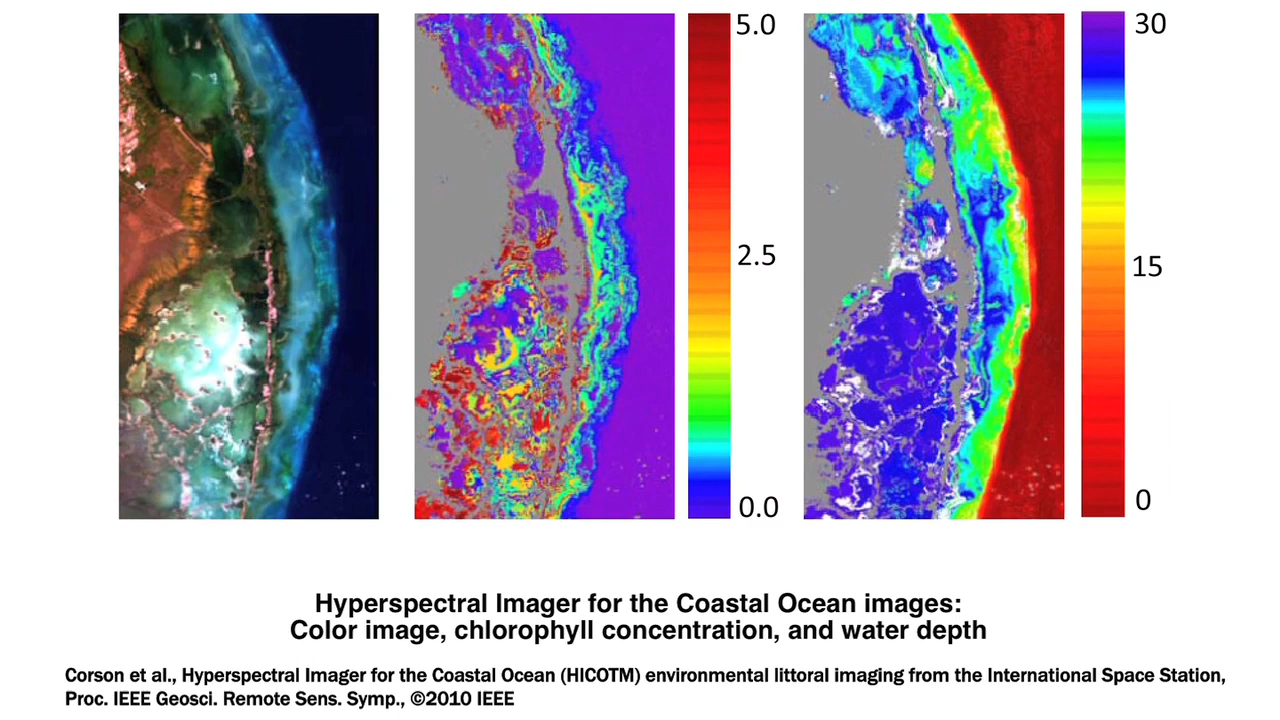 5.0
2.5
0.0
30
15
0
Hyperspectral Imager for the Coastal Ocean images:
Color image, chlorophyll concentration, and water depth
Corson et al., Hyperspectral Imager for the Coastal Ocean (HICOTM) environmental littoral imaging from the International Space Station,
Proc. IEEE Geosci. Remote Sens. Symp., ©2010 IEEE